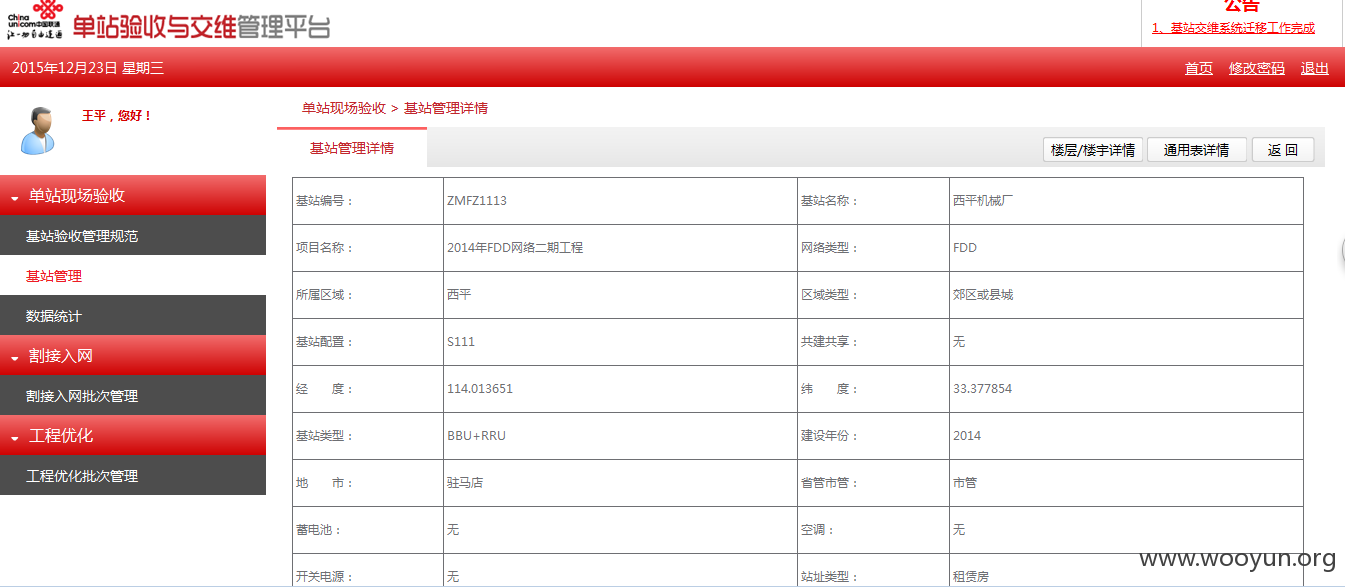 China unicom中国联通
单站验收与交维管理平台
公告
1、基站交维系统迁移工作完成
2015年12月23日 星期三
首页 修改密码 退出
王平，您好！
单站现场验收 > 基站管理详情
基站管理详情
楼层/楼宇详情 通用表详情 返 回
单站现场验收
基站验收管理规范
基站管理
数据统计
割接入网
割接入网批次管理
工程优化
工程优化批次管理
基站编号： ZMFZ1113 基站名称： 西平机械厂
项目名称： 2014年FDD网络二期工程 网络类型： FDD
所属区域： 西平 区域类型： 郊区或县城
基站配置： S111 共建共享： 无
经 度： 114.013651 纬 度： 33.377854
基站类型： BBU+RRU 建设年份： 2014
地 市： 驻马店 省管市管： 市管
蓄电池： 无 空调： 无
开关电源： 无 站址类型： 租赁房
www.wooyun.org